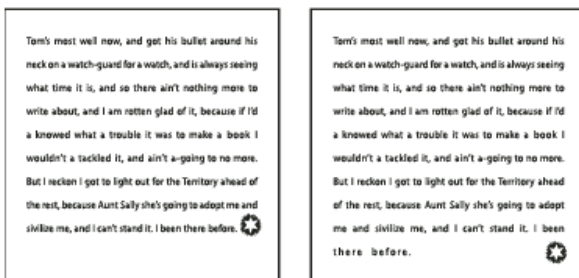 Tom's most well now, and got his bullet around his
neck on a watch-guard for a watch, and is always seeing
what time it is, and so there ain't nothing more to
write about, and I am rotten glad of it, because if I'd
a knowed what a trouble it was to make a book I
wouldn't a tackled it, and ain't a-going to no more.
But I reckon I got to light out for the Territory ahead of
the rest, because Aunt Sally she's going to adopt me and
sivilize me, and I can't stand it. I been there before.
Tom's most well now, and got his bullet around his
neck on a watch-guard for a watch, and is always seeing
what time it is, and so there ain't nothing more to
write about, and I am rotten glad of it, because if I'd
a knowed what a trouble it was to make a book I
wouldn't a tackled it, and ain't a-going to no more.
But I reckon I got to light out for the Territory ahead
of the rest, because Aunt Sally she's going to adopt
me and sivilize me, and I can't stand it. I been
there before.